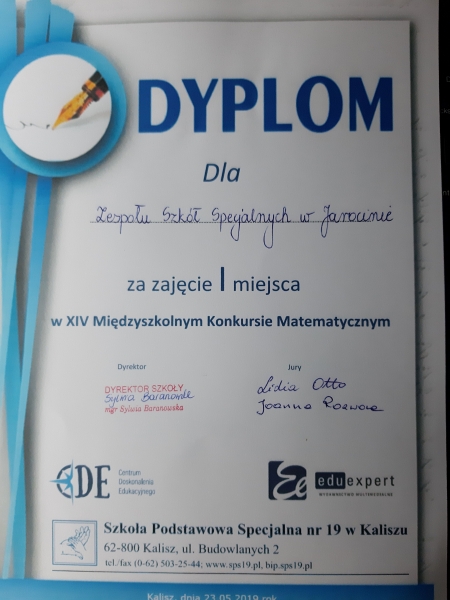 DYPLOM
Dla
Zespołu Szkół Specjalnych w Jarocinie
za zajęcie I miejsca
w XIV Międzyszkolnym Konkursie Matematycznym
Dyrektor
Jury
DYREKTOR SZKOŁY
Sylwia Baranowska
mgr Sylwia Baranowska
Lidia Otto
Joanna
CDE
Centrum
Doskonalenia
Edukacyjnego
eduexpert
WYDAWNICTWO MULTIMEDIALNE
Szkoła Podstawowa Specjalna nr 19 w Kaliszu
62-800 Kalisz, ul. Budowlanych 2
tel./fax (0-62) 503-25-44; www.sps19.pl, bip.sps19.pl
Kalisz, dnia 23.05.2019 rok